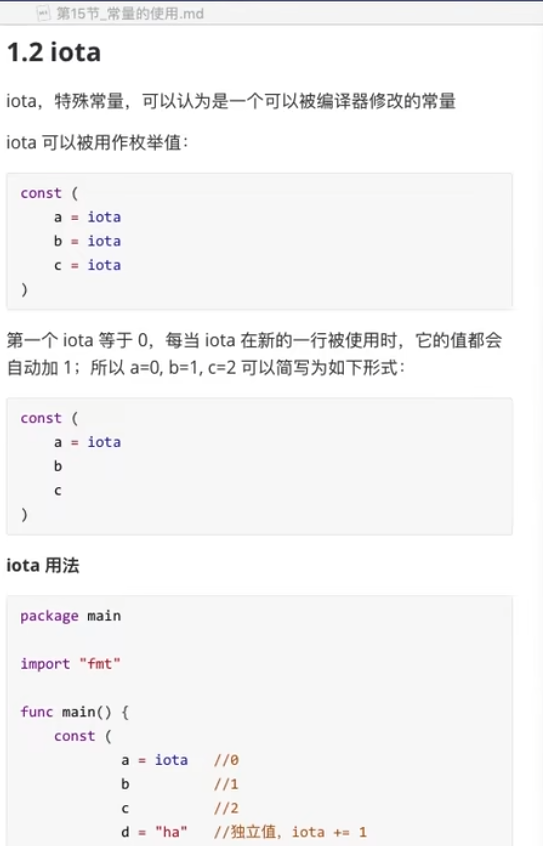 第15节_常量的使用.md
1.2 iota
iota，特殊常量，可以认为是一个可以被编译器修改的常量
iota 可以被用作枚举值：
const (
    a = iota
    b = iota
    c = iota
)
第一个 iota 等于 0，每当 iota 在新的一行被使用时，它的值都会
自动加 1；所以 a=0, b=1, c=2 可以简写为如下形式：
const (
    a = iota
    b
    c
)
iota 用法
package main
import "fmt"
func main() {
    const (
            a = iota   //0
            b          //1
            c          //2
            d = "ha"   //独立值，iota += 1